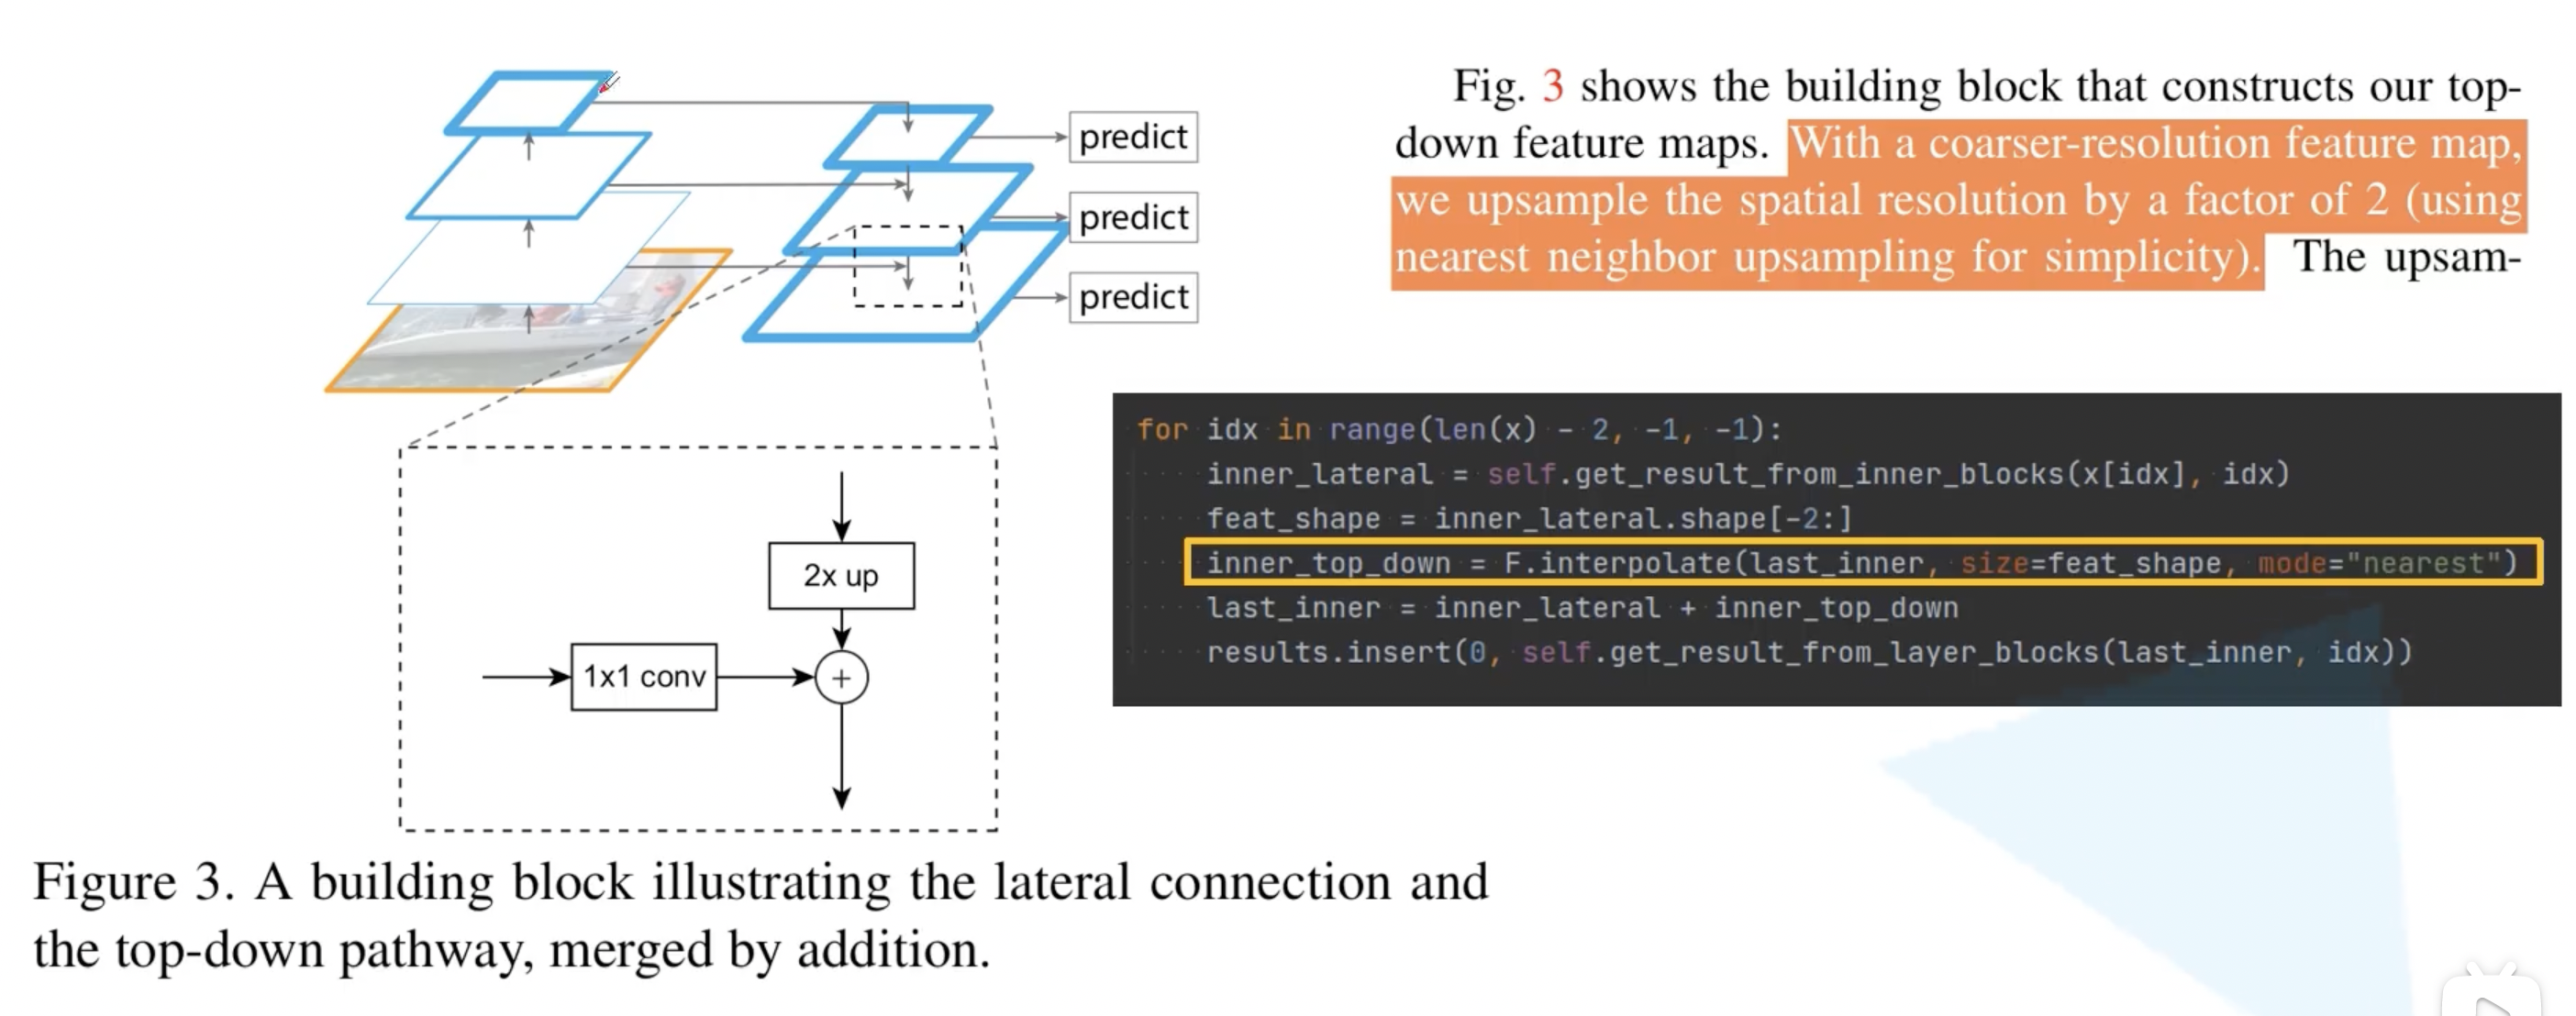 predict
predict
predict
2x up
1x1 conv
+
Figure 3. A building block illustrating the lateral connection and
the top-down pathway, merged by addition.
Fig. 3 shows the building block that constructs our top-
down feature maps. With a coarser-resolution feature map,
we upsample the spatial resolution by a factor of 2 (using
nearest neighbor upsampling for simplicity). The upsam-
for idx in range(len(x) - 2, -1, -1):
inner_lateral = self.get_result_from_inner_blocks(x[idx], idx)
feat_shape = inner_lateral.shape[-2:]
inner_top_down = F.interpolate(last_inner, size=feat_shape, mode="nearest")
last_inner = inner_lateral + inner_top_down
results.insert(0, self.get_result_from_layer_blocks(last_inner, idx))